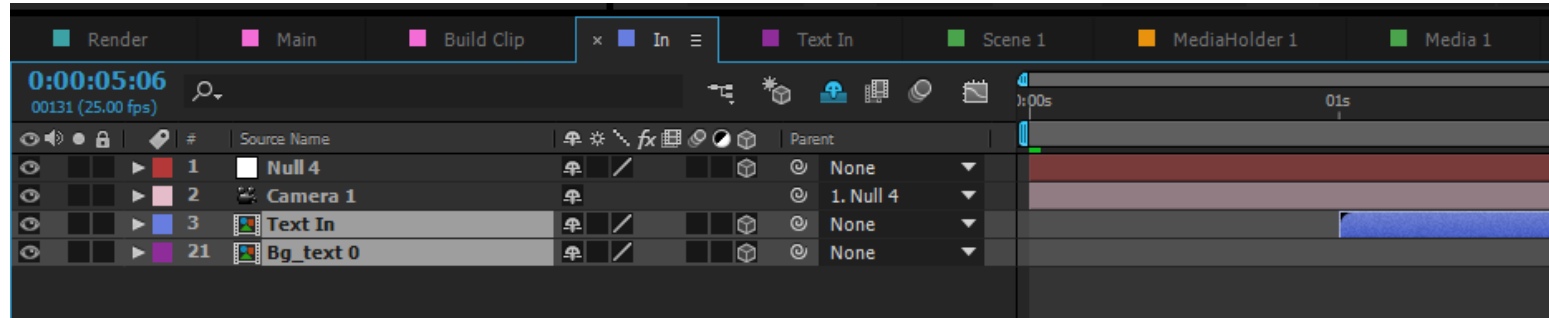 Render Main Build Clip × In ≡ Text In Scene 1 MediaHolder 1 Media 1
0:00:05:06
00131 (25.00 fps)
):00s 01s
# Source Name fx Parent
1 Null 4 None
2 Camera 1 1. Null 4
3 Text In None
21 Bg_text 0 None